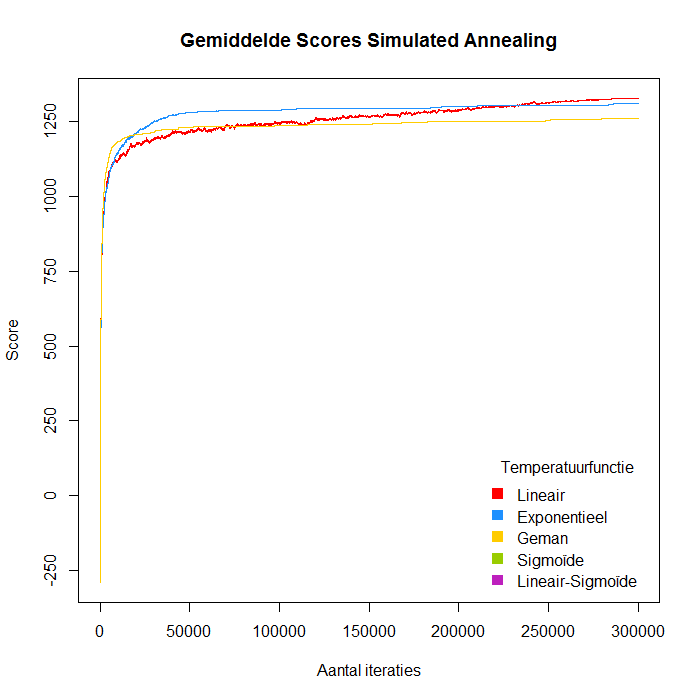 Gemiddelde Scores Simulated Annealing
Score
1250
1000
750
500
250
0
-250
Temperatuurfunctie
Lineair
Exponentieel
Geman
Sigmoïde
Lineair-Sigmoïde
0 50000 100000 150000 200000 250000 300000
Aantal iteraties